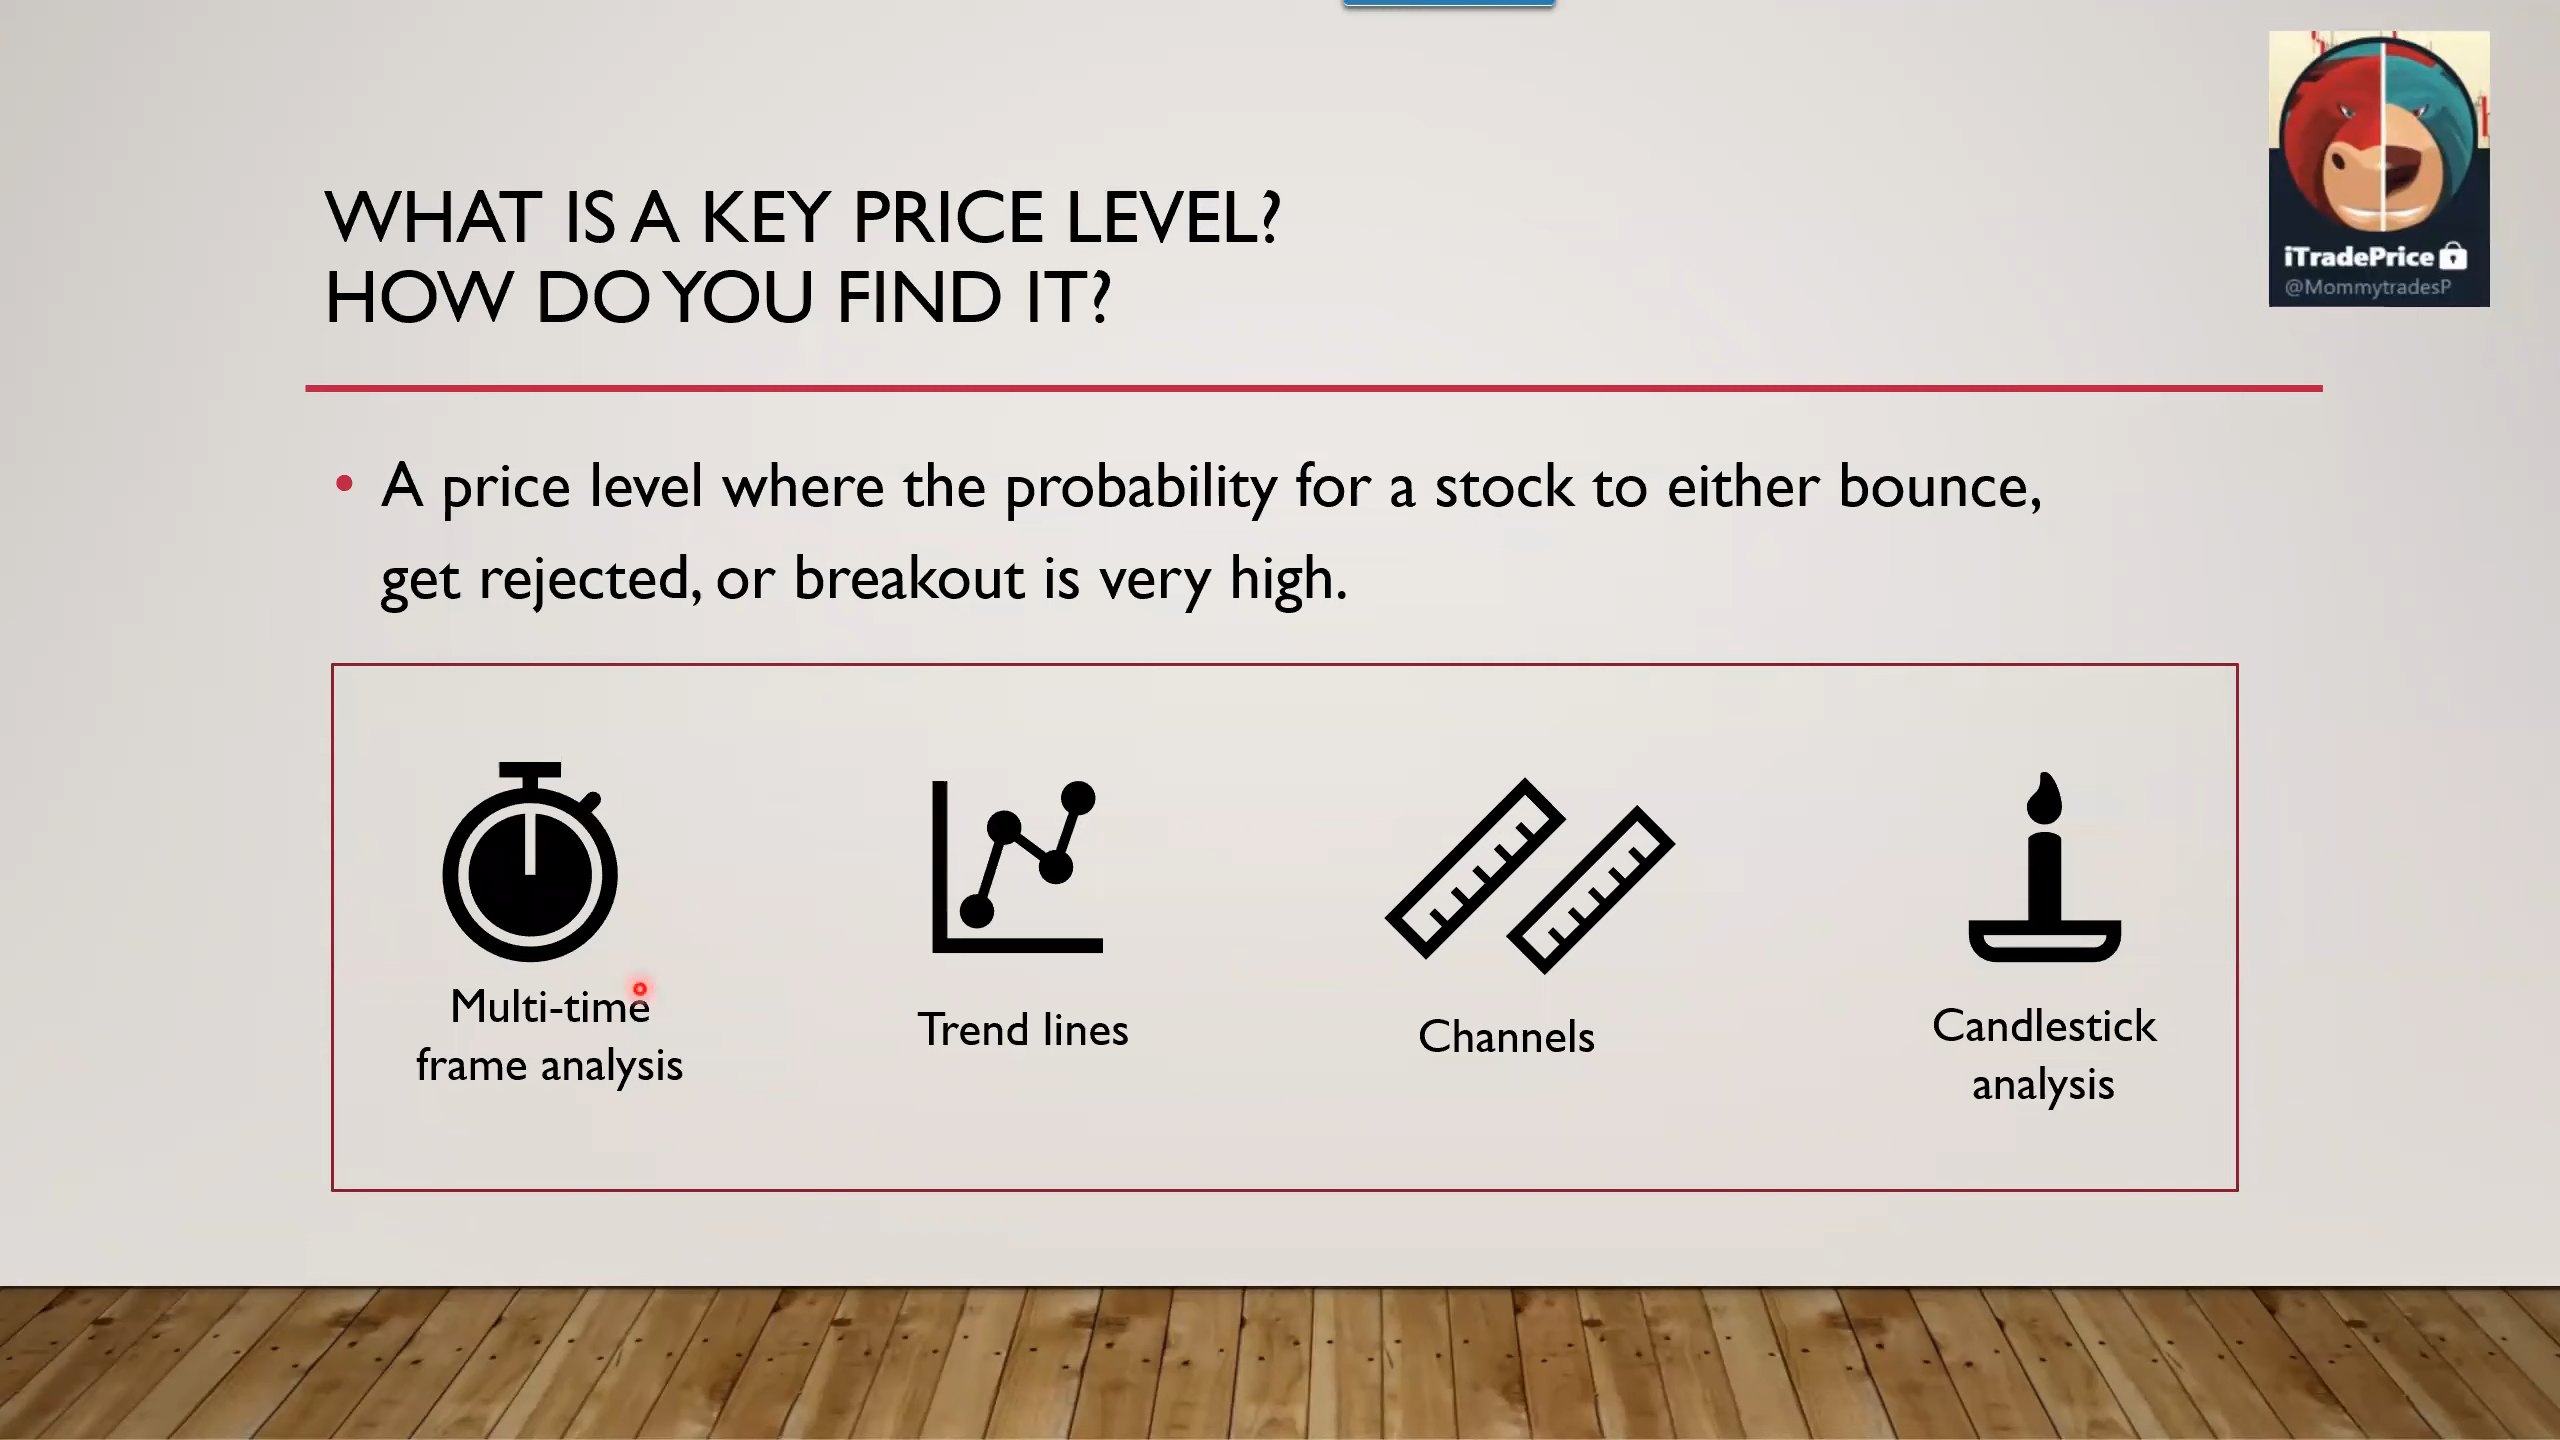 WHAT IS A KEY PRICE LEVEL?
HOW DO YOU FIND IT?
iTradePrice
@MommytradesP
• A price level where the probability for a stock to either bounce,
get rejected, or breakout is very high.
Multi-time
frame analysis
Trend lines
Channels
Candlestick
analysis